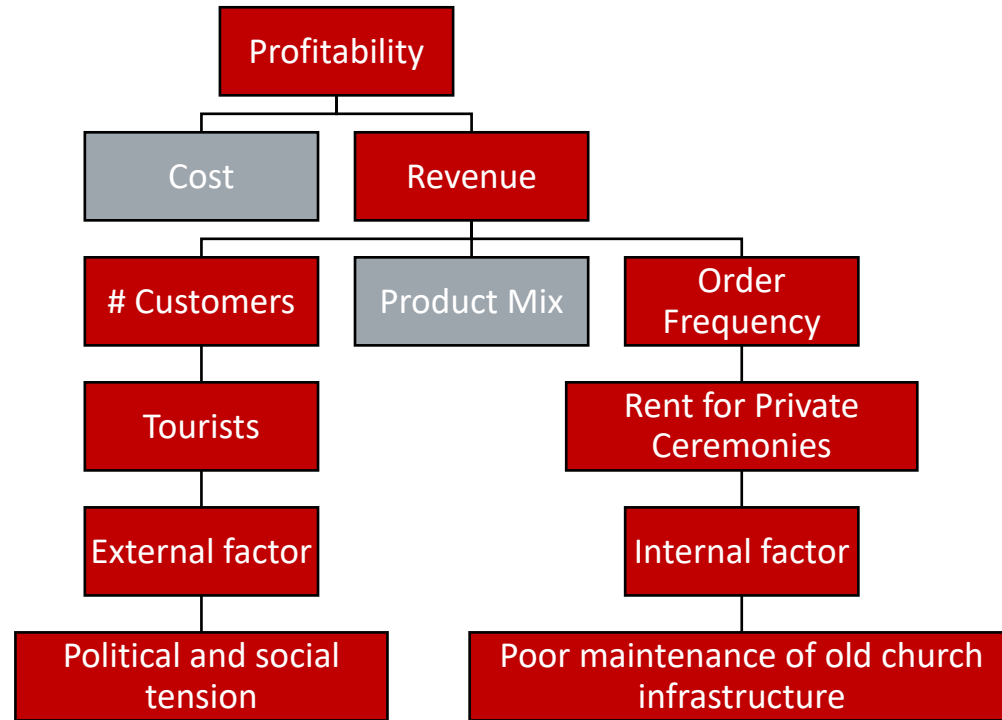 Profitability
Cost
Revenue
# Customers
Product Mix
Order
Frequency
Tourists
Rent for Private
Ceremonies
External factor
Internal factor
Political and social
tension
Poor maintenance of old church
infrastructure